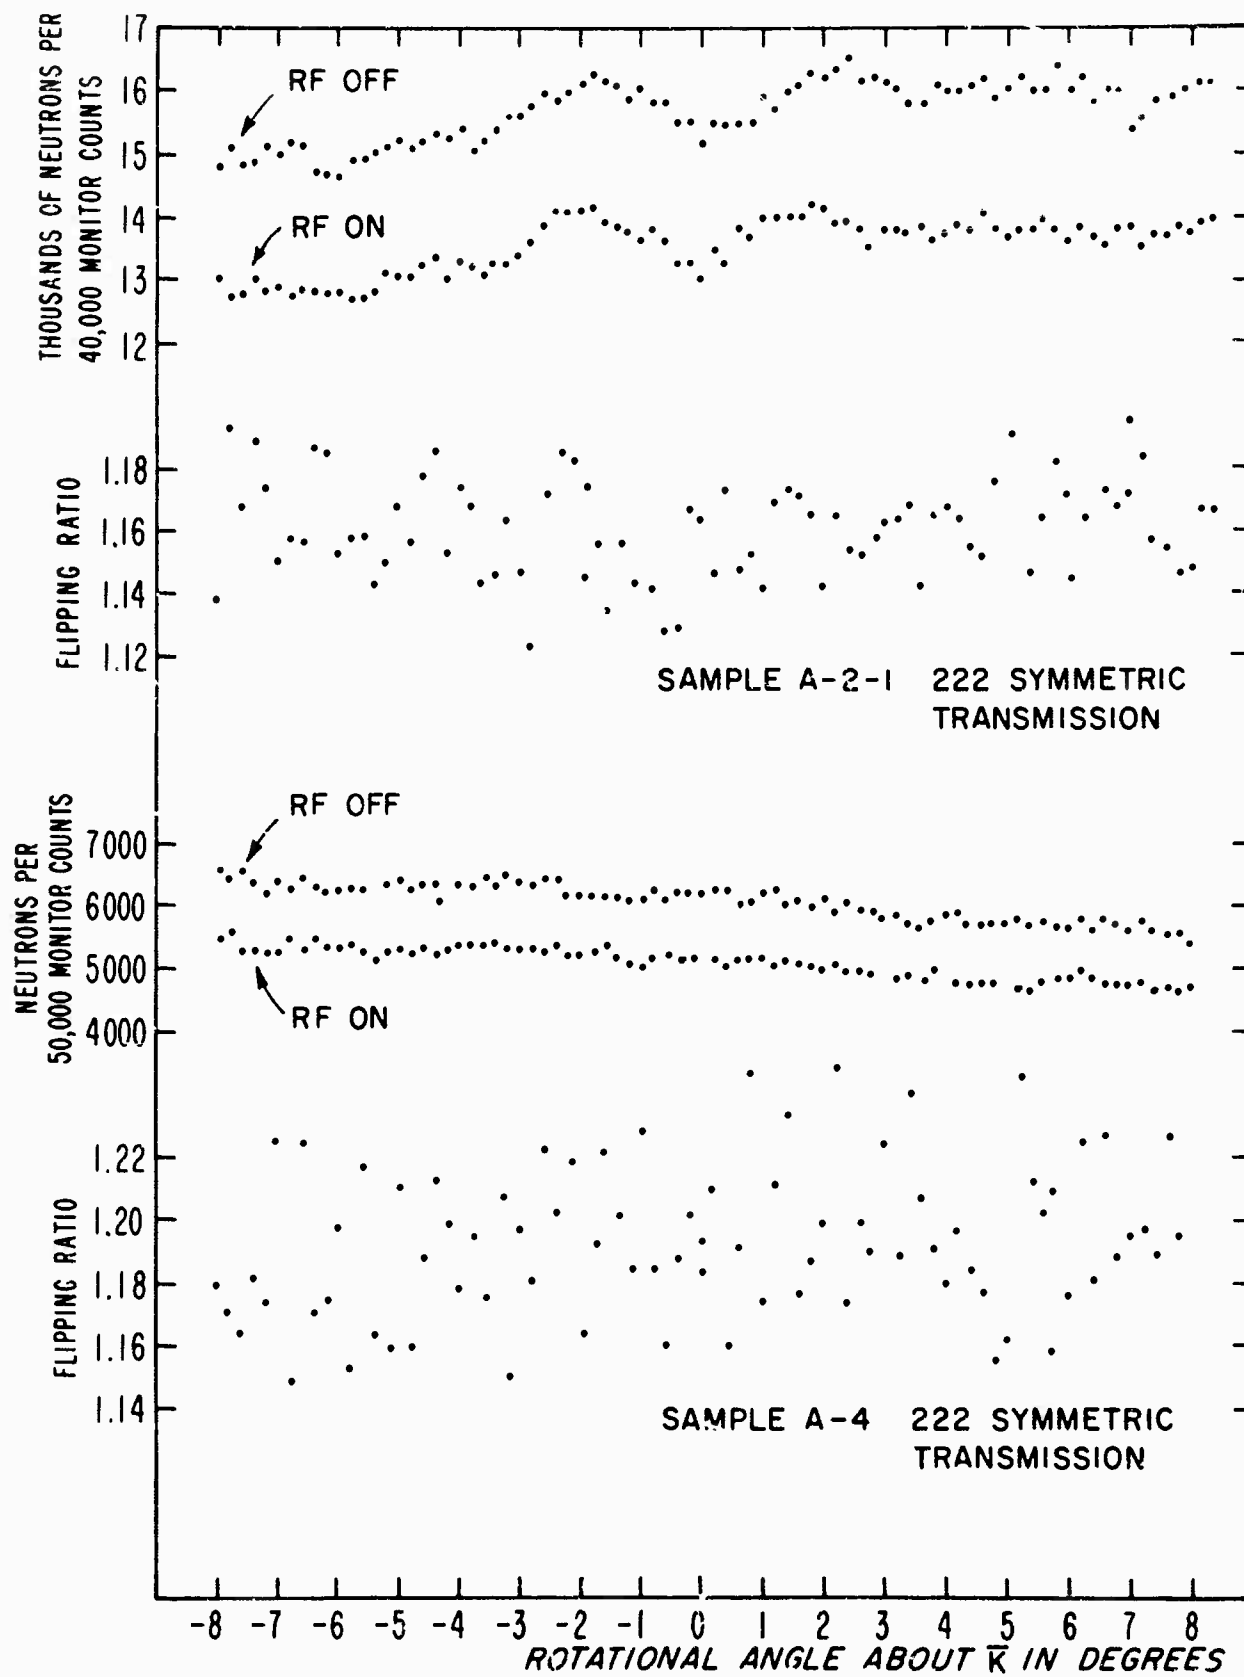 17
16
15
14
13
12
THOUSANDS OF NEUTRONS PER
40,000 MONITOR COUNTS
RF OFF
RF ON
1.18
1.16
1.14
1.12
FLIPPING RATIO
SAMPLE A-2-1 222 SYMMETRIC
TRANSMISSION
7000
6000
5000
4000
NEUTRONS PER
50,000 MONITOR COUNTS
RF OFF
RF ON
1.22
1.20
1.18
1.16
1.14
FLIPPING RATIO
SAMPLE A-4 222 SYMMETRIC
TRANSMISSION
-8 -7 -6 -5 -4 -3 -2 -1 0 1 2 3 4 5 6 7 8
ROTATIONAL ANGLE ABOUT K̅ IN DEGREES